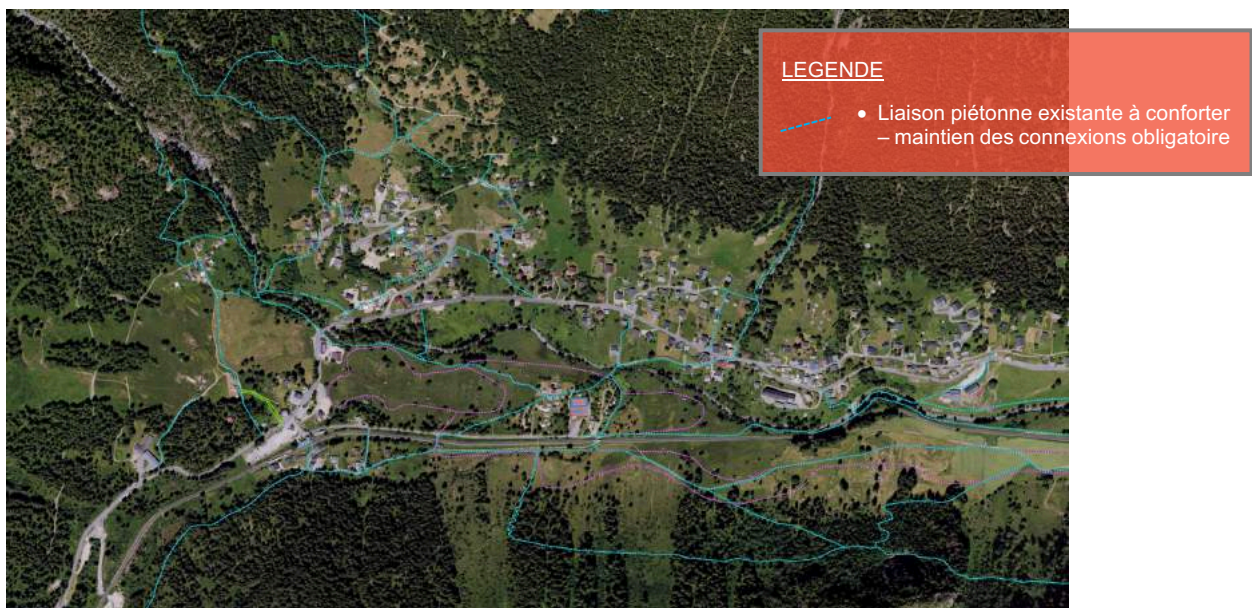 LEGENDE
• Liaison piétonne existante à conforter
– maintien des connexions obligatoire